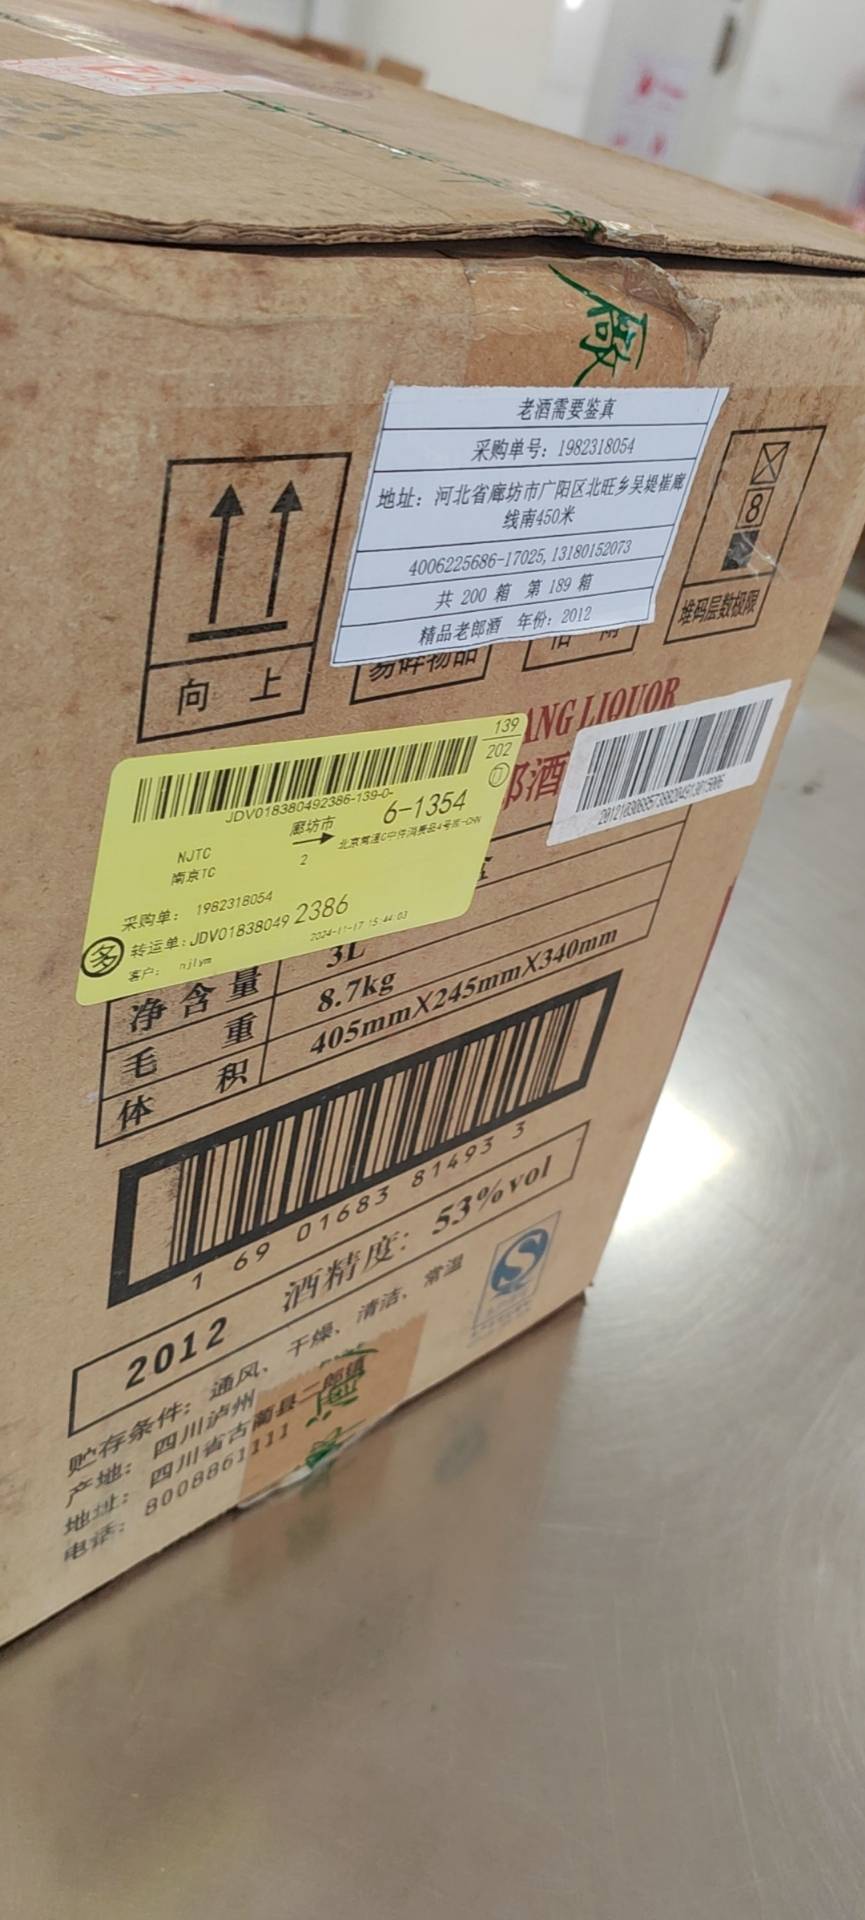 老酒需要鉴真
采购单号: 1982318054
地址: 河北省廊坊市广阳区北旺乡吴堤崔廊
线南450米
4006225686-17025, 13180152073
共 200 箱 第 189 箱
精品老郎酒 年份: 2012
8
堆码层数极限
向 上
易碎物品
ANG LIQUOR
郎酒
20121030695739820491301S006
139
202
JDV018380492386-139-0-
6-1354
廊坊市
NJTC
南京TC
2
采购单: 1982318054
转运单: JDV01838049 2386
多
客户: njlym
2024-11-17 15:44:03
净含量 3L
毛 重 8.7kg
体 积 405mmX245mmX340mm
1 69 01683 81493 3
2012 酒精度: 53%vol
贮存条件: 通风、干燥、清洁、常温
产地: 四川泸州
地址: 四川省古蔺县二郎镇
电话: 8008861111